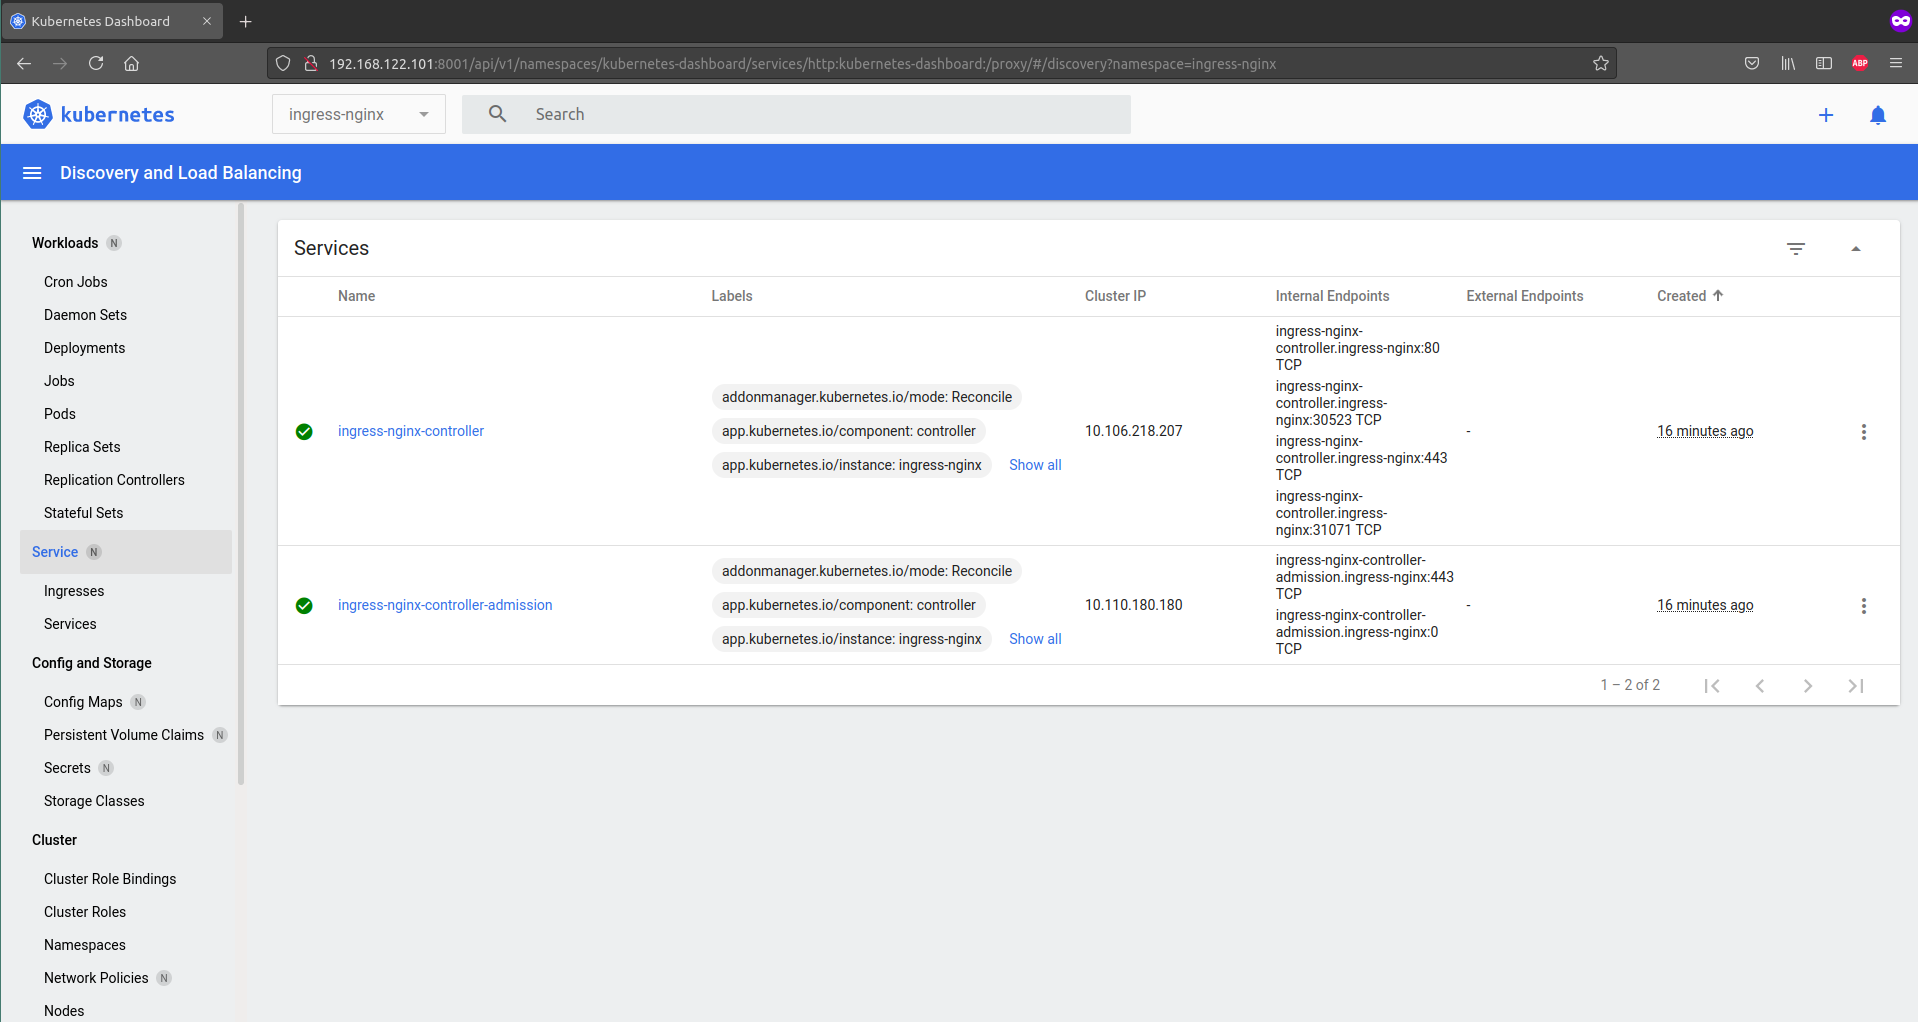 Kubernetes Dashboard
192.168.122.101:8001/api/v1/namespaces/kubernetes-dashboard/services/http:kubernetes-dashboard:/proxy/#/discovery?namespace=ingress-nginx
ABP
kubernetes
ingress-nginx
Search
Discovery and Load Balancing
Workloads N
Cron Jobs
Daemon Sets
Deployments
Jobs
Pods
Replica Sets
Replication Controllers
Stateful Sets
Service N
Ingresses
Services
Config and Storage
Config Maps N
Persistent Volume Claims N
Secrets N
Storage Classes
Cluster
Cluster Role Bindings
Cluster Roles
Namespaces
Network Policies N
Nodes
Services
Name Labels Cluster IP Internal Endpoints External Endpoints Created
ingress-nginx-controller
addonmanager.kubernetes.io/mode: Reconcile
app.kubernetes.io/component: controller
app.kubernetes.io/instance: ingress-nginx Show all
10.106.218.207
ingress-nginx-
controller.ingress-nginx:80
TCP
ingress-nginx-
controller.ingress-
nginx:30523 TCP
ingress-nginx-
controller.ingress-nginx:443
TCP
ingress-nginx-
controller.ingress-
nginx:31071 TCP
-
16 minutes ago
ingress-nginx-controller-admission
addonmanager.kubernetes.io/mode: Reconcile
app.kubernetes.io/component: controller
app.kubernetes.io/instance: ingress-nginx Show all
10.110.180.180
ingress-nginx-controller-
admission.ingress-nginx:443
TCP
ingress-nginx-controller-
admission.ingress-nginx:0
TCP
-
16 minutes ago
1 – 2 of 2